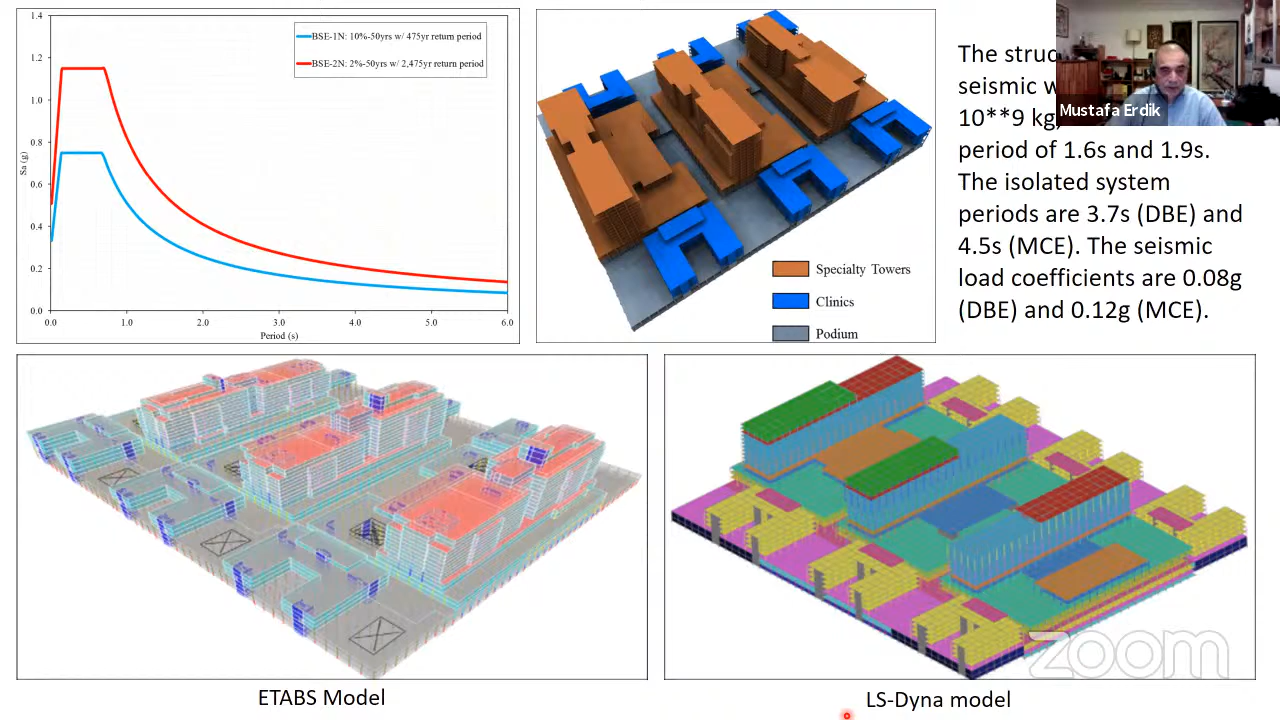 1.4
1.2
1.0
0.8
0.6
0.4
0.2
0.0
Sa (g)
0.0 1.0 2.0 3.0 4.0 5.0 6.0
Period (s)
BSE-1N: 10%-50yrs w/ 475yr return period
BSE-2N: 2%-50yrs w/ 2,475yr return period
Specialty Towers
Clinics
Podium
The
seismic
10**9 kg,
period of 1.6s and 1.9s.
The isolated system
periods are 3.7s (DBE) and
4.5s (MCE). The seismic
load coefficients are 0.08g
(DBE) and 0.12g (MCE).
Mustafa Erdik
ETABS Model
LS-Dyna model
zoom